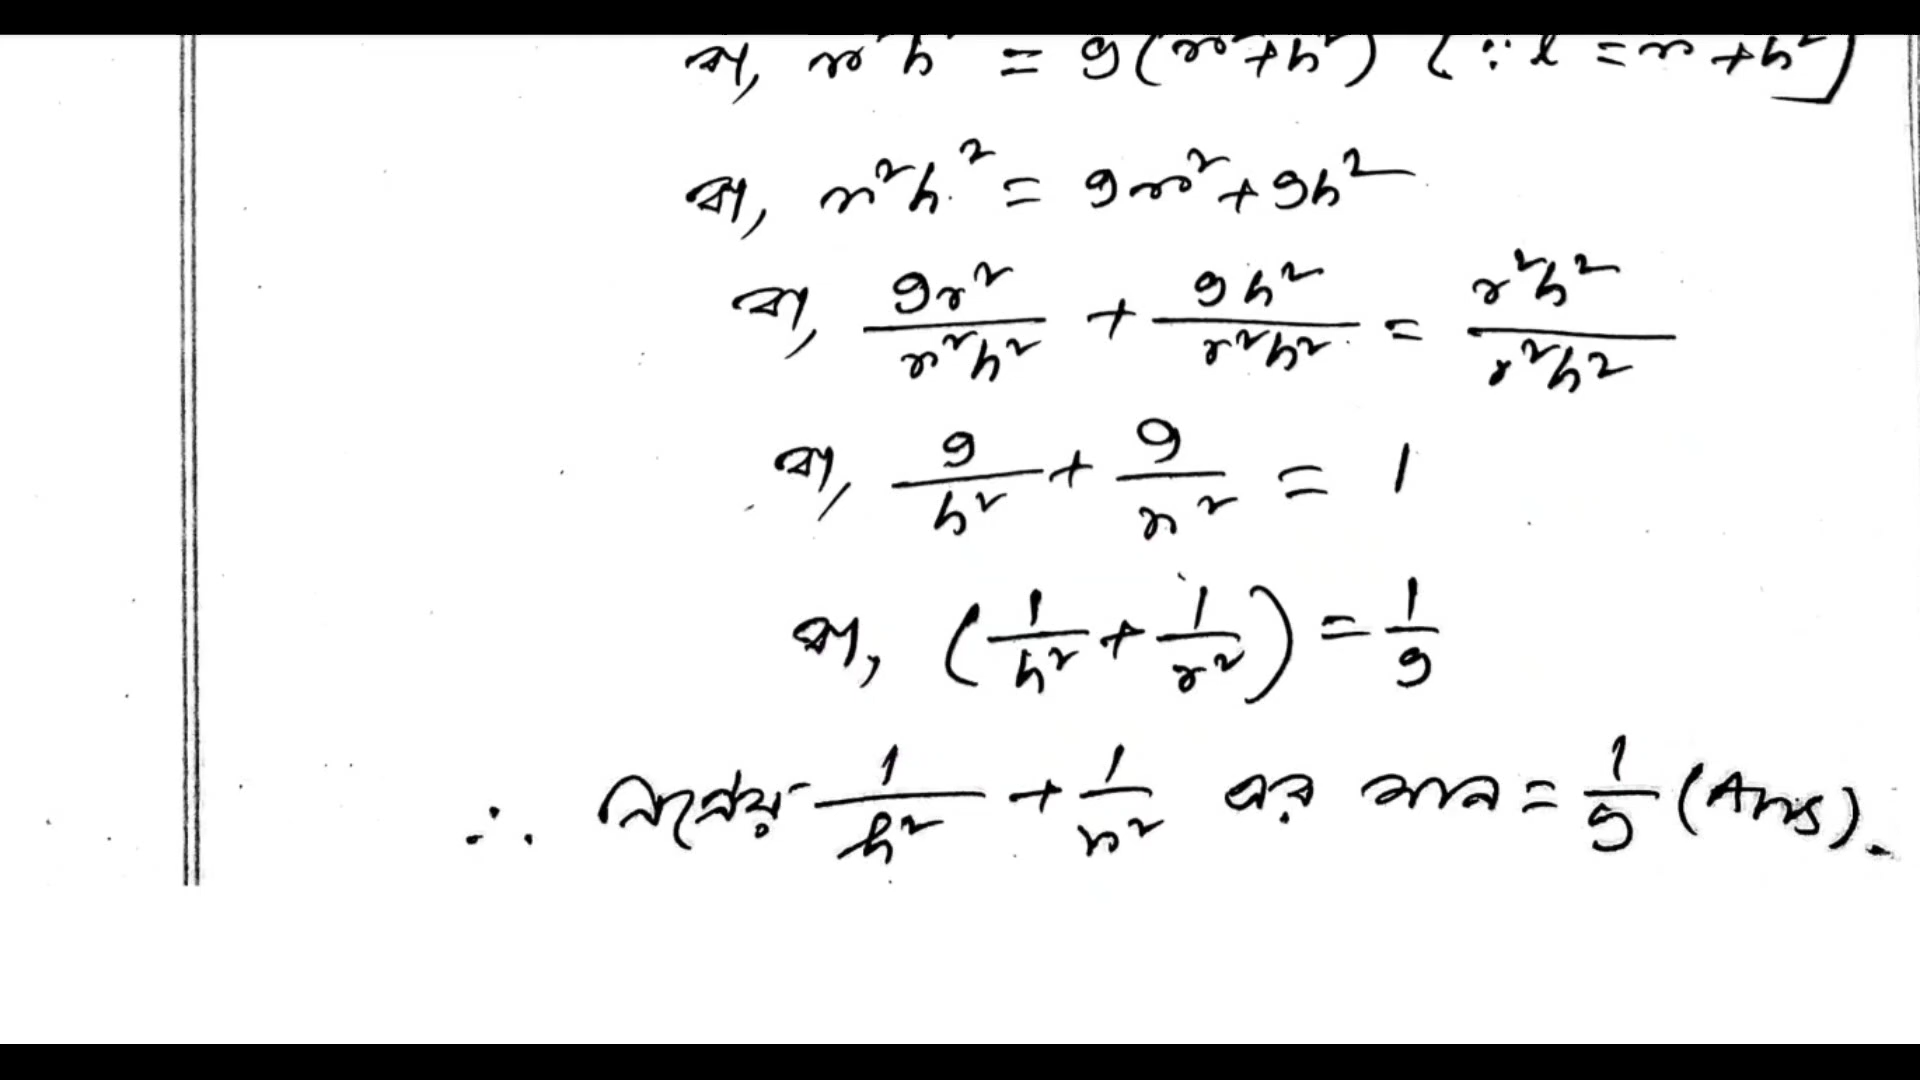 বা, r²h² = 9(r²+h²) [∵ l = r²+h²]
বা, r²h² = 9r²+9h²
বা, 9r²/r²h² + 9h²/r²h² = r²h²/r²h²
বা, 9/h² + 9/r² = 1
বা, (1/h² + 1/r²) = 1/9
∴ নির্ণেয় 1/h² + 1/r² এর মান = 1/9 (Ans).